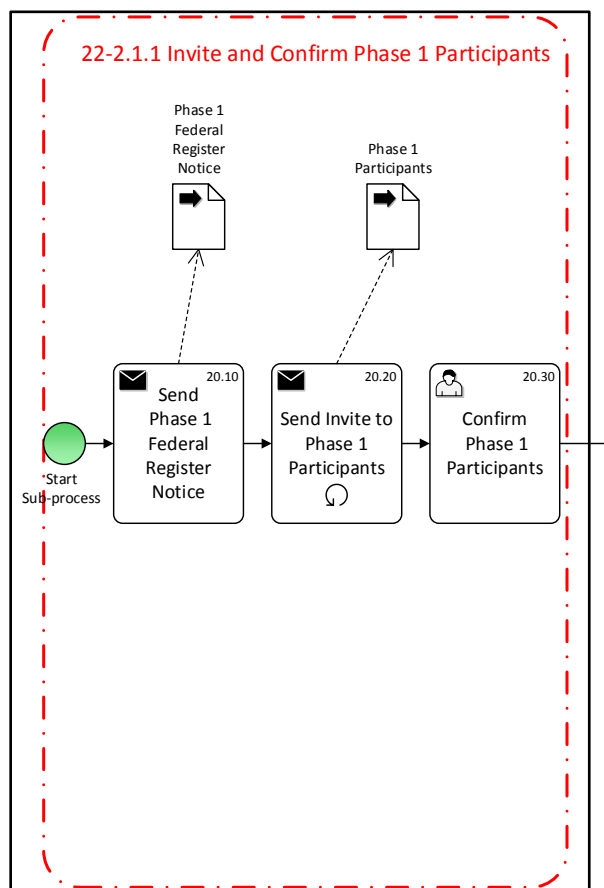 22-2.1.1 Invite and Confirm Phase 1 Participants
Phase 1
Federal
Register
Notice
Phase 1
Participants
20.10
Send
Phase 1
Federal
Register
Notice
20.20
Send Invite to
Phase 1
Participants
20.30
Confirm
Phase 1
Participants
Start
Sub-process